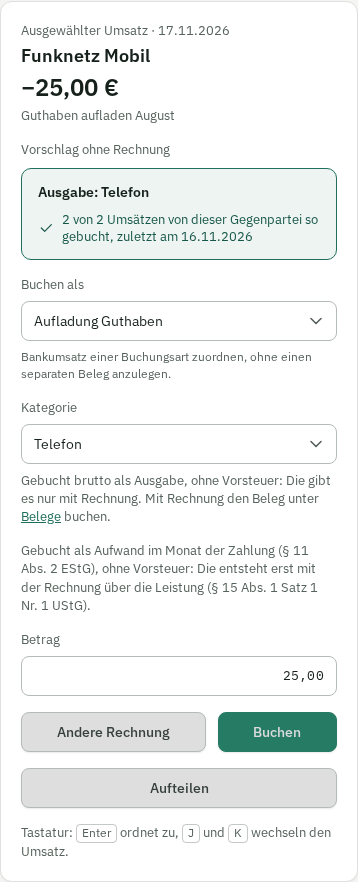 Ausgewählter Umsatz · 17.11.2026
Funknetz Mobil
−25,00 €
Guthaben aufladen August
Vorschlag ohne Rechnung
Ausgabe: Telefon
2 von 2 Umsätzen von dieser Gegenpartei so
gebucht, zuletzt am 16.11.2026
Buchen als
Aufladung Guthaben
Bankumsatz einer Buchungsart zuordnen, ohne einen
separaten Beleg anzulegen.
Kategorie
Telefon
Gebucht brutto als Ausgabe, ohne Vorsteuer: Die gibt
es nur mit Rechnung. Mit Rechnung den Beleg unter
Belege buchen.
Gebucht als Aufwand im Monat der Zahlung (§ 11
Abs. 2 EStG), ohne Vorsteuer: Die entsteht erst mit
der Rechnung über die Leistung (§ 15 Abs. 1 Satz 1
Nr. 1 UStG).
Betrag
25,00
Andere Rechnung Buchen
Aufteilen
Tastatur: Enter ordnet zu, J und K wechseln den
Umsatz.